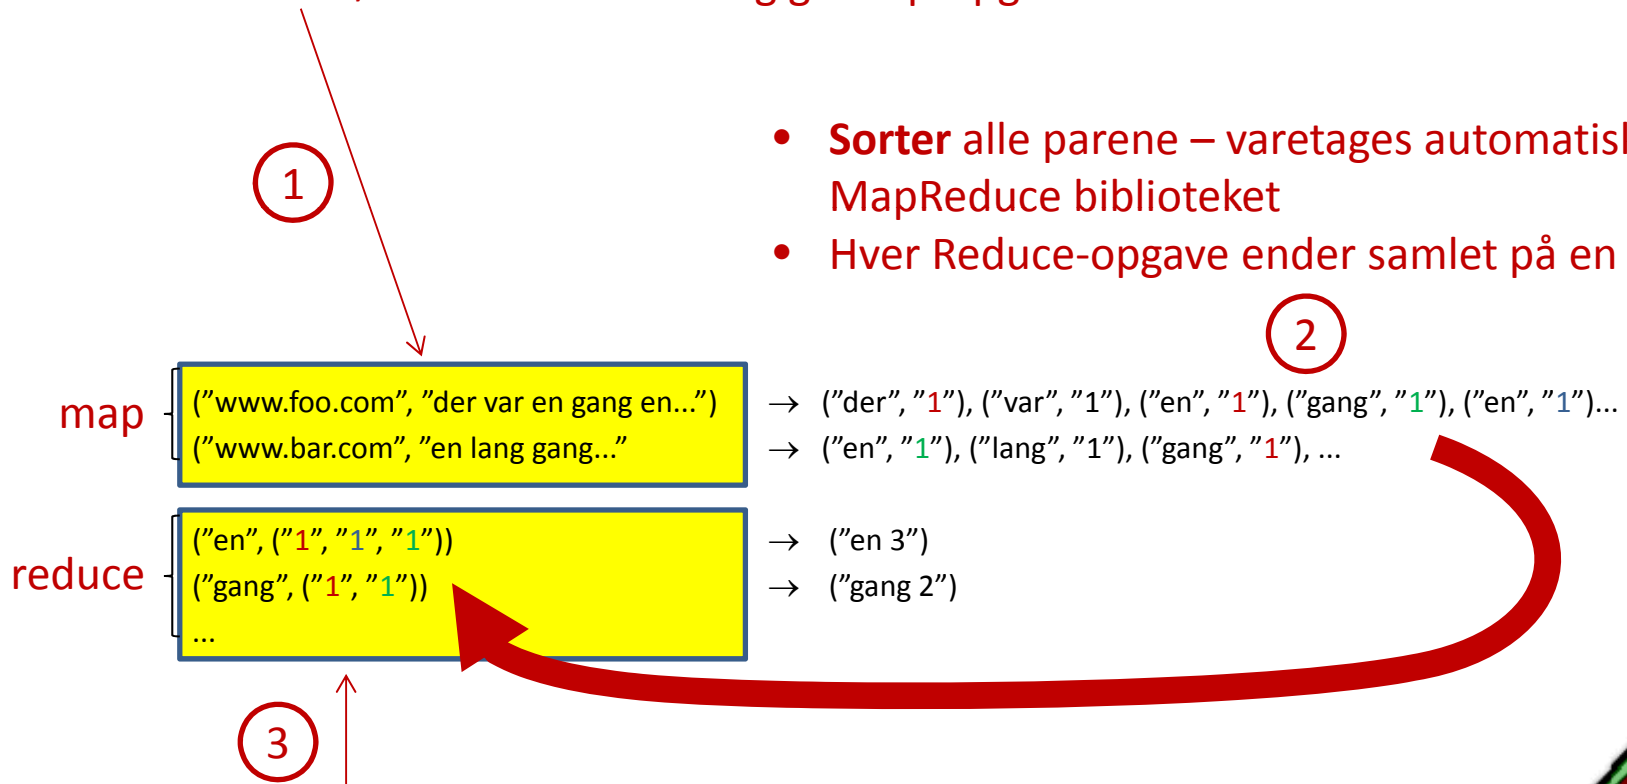 1
• Sorter alle parene – varetages
MapReduce biblioteket
• Hver Reduce-opgave ender samlet på en
2
map
(”www.foo.com”, ”der var en gang en...”) → (”der”, ”1”), (”var”, ”1”), (”en”, ”1”), (”gang”, ”1”), (”en”, ”1”)...
(”www.bar.com”, ”en lang gang...” → (”en”, ”1”), (”lang”, ”1”), (”gang”, ”1”), ...
reduce
(”en”, (”1”, ”1”, ”1”)) → (”en 3”)
(”gang”, (”1”, ”1”)) → (”gang 2”)
...
3